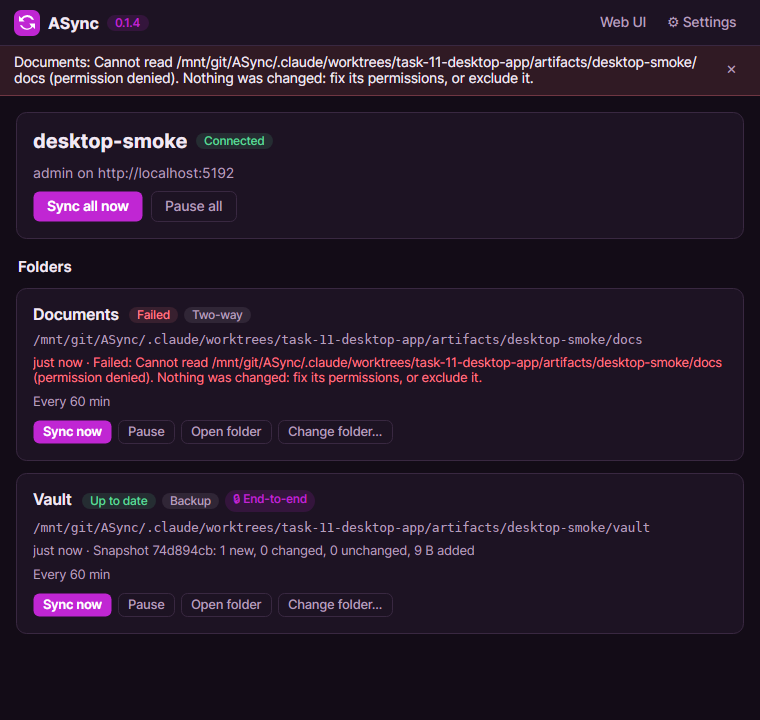 ASync 0.1.4 Web UI ⚙ Settings
Documents: Cannot read /mnt/git/ASync/.claude/worktrees/task-11-desktop-app/artifacts/desktop-smoke/
docs (permission denied). Nothing was changed: fix its permissions, or exclude it. ✕
desktop-smoke Connected
admin on http://localhost:5192
Sync all now Pause all
Folders
Documents Failed Two-way
/mnt/git/ASync/.claude/worktrees/task-11-desktop-app/artifacts/desktop-smoke/docs
just now · Failed: Cannot read /mnt/git/ASync/.claude/worktrees/task-11-desktop-app/artifacts/desktop-smoke/docs
(permission denied). Nothing was changed: fix its permissions, or exclude it.
Every 60 min
Sync now Pause Open folder Change folder...
Vault Up to date Backup End-to-end
/mnt/git/ASync/.claude/worktrees/task-11-desktop-app/artifacts/desktop-smoke/vault
just now · Snapshot 74d894cb: 1 new, 0 changed, 0 unchanged, 9 B added
Every 60 min
Sync now Pause Open folder Change folder...